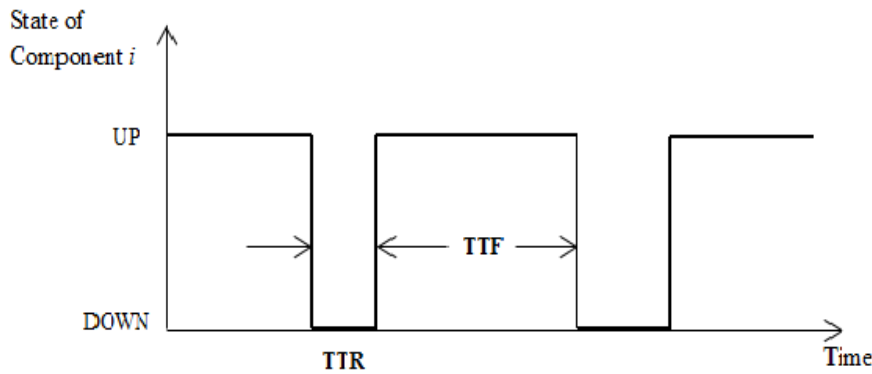 State of
Component i
UP
TTF
DOWN
TTR
Time